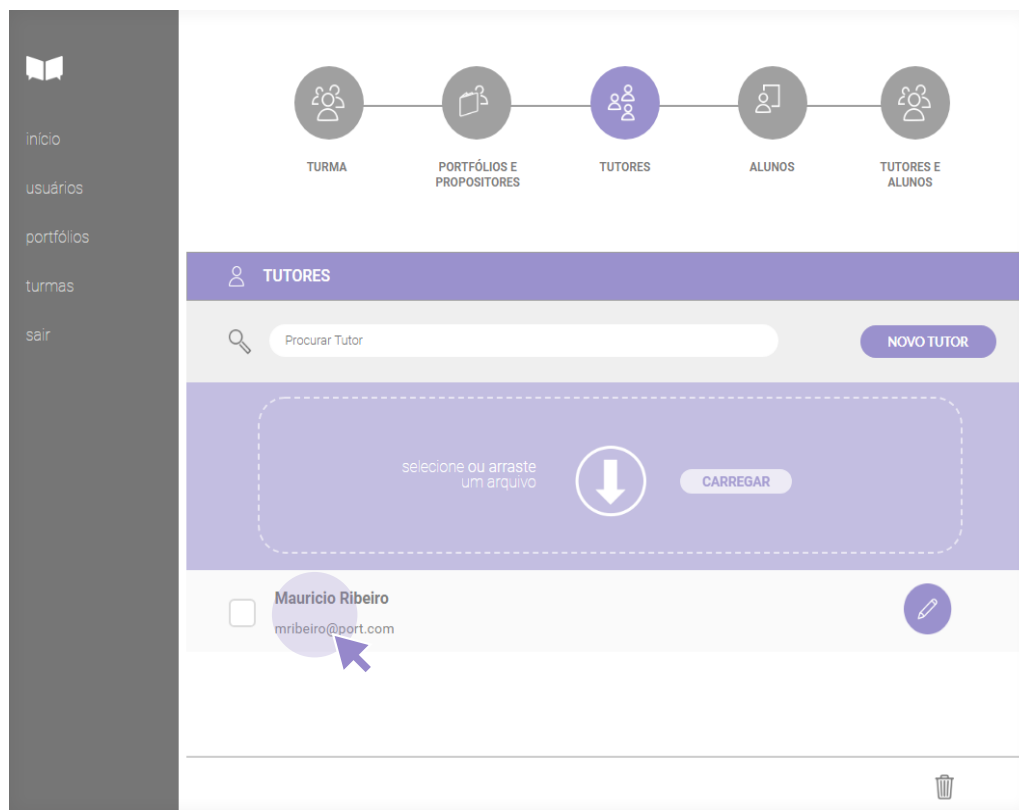 início
usuários
portfólios
turmas
sair
TURMA
PORTFÓLIOS E
PROPOSITORES
TUTORES
ALUNOS
TUTORES E
ALUNOS
TUTORES
Procurar Tutor
NOVO TUTOR
selecione ou arraste
um arquivo
CARREGAR
Mauricio Ribeiro
mribeiro@port.com